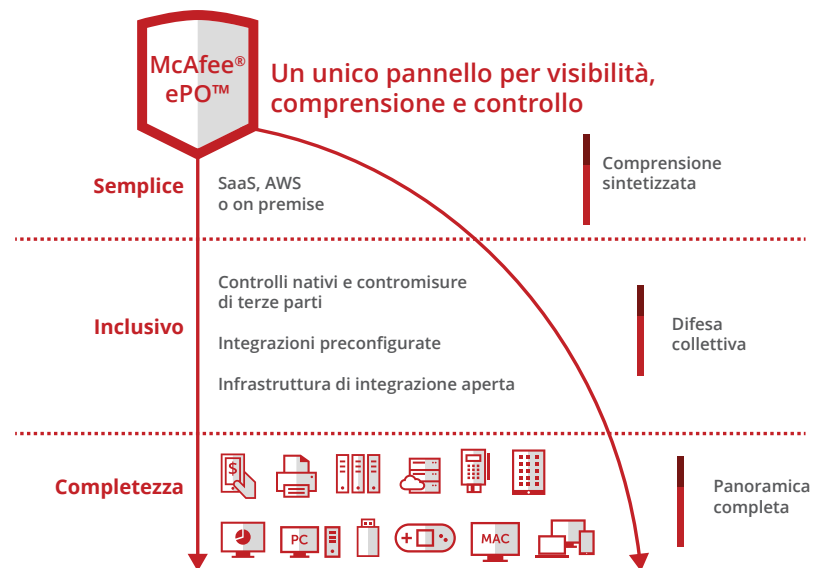 McAfee®
ePO™
Un unico pannello per visibilità,
comprensione e controllo
Semplice
SaaS, AWS
o on premise
Comprensione
sintetizzata
Inclusivo
Controlli nativi e contromisure
di terze parti
Integrazioni preconfigurate
Infrastruttura di integrazione aperta
Difesa
collettiva
Completezza
$
PC
MAC
Panoramica
completa